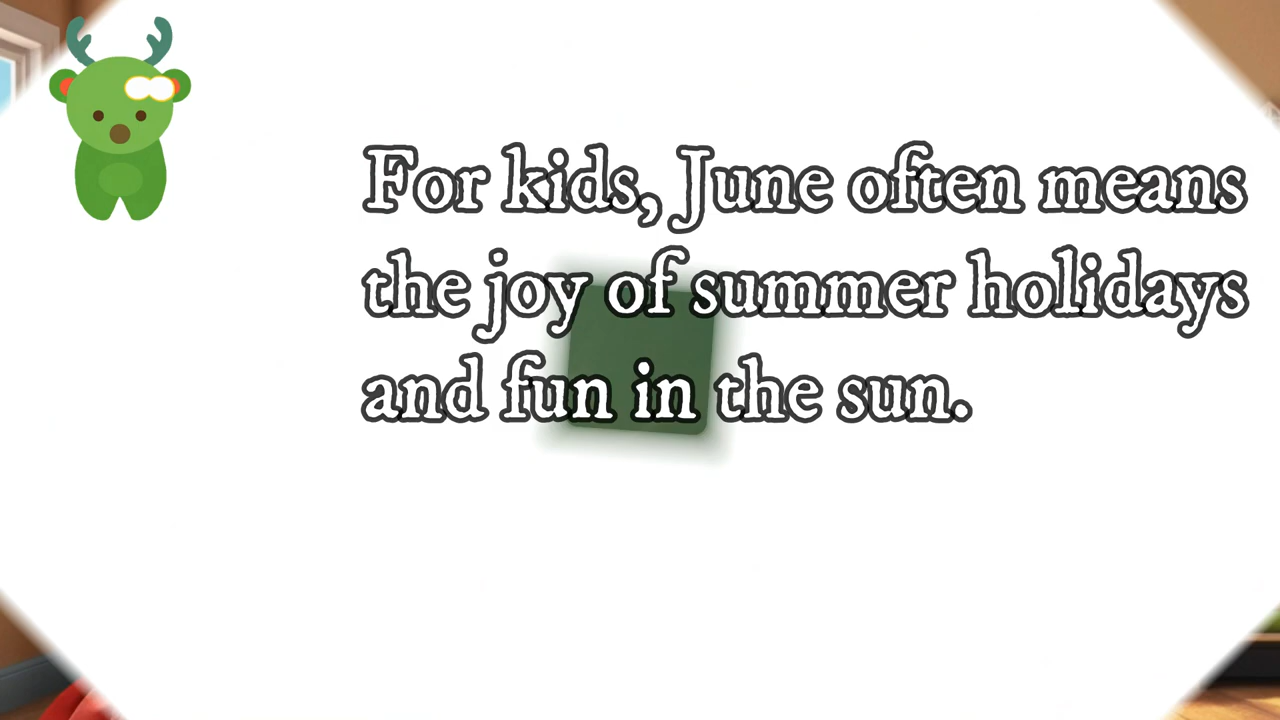 For kids, June often means
the joy of summer holidays
and fun in the sun.